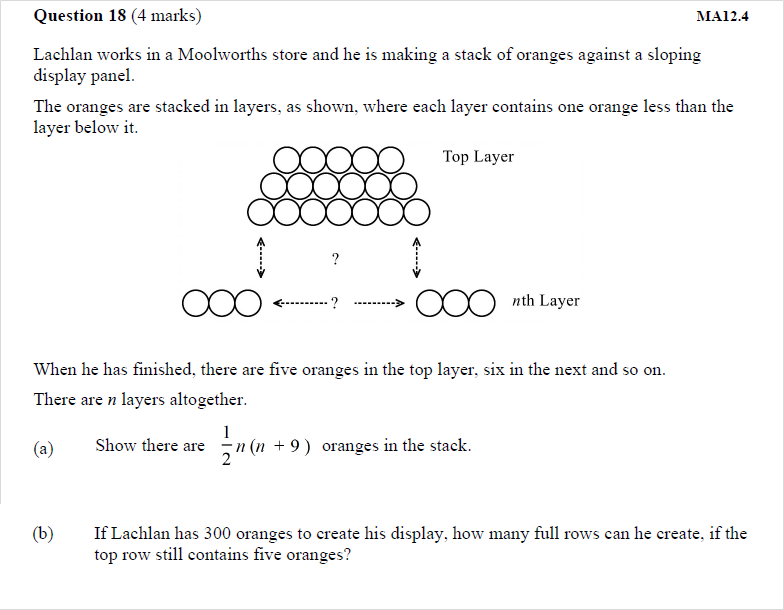 Question 18 (4 marks) MA12.4
Lachlan works in a Moolworths store and he is making a stack of oranges against a sloping
display panel.
The oranges are stacked in layers, as shown, where each layer contains one orange less than the
layer below it.
Top Layer
?
? nth Layer
When he has finished, there are five oranges in the top layer, six in the next and so on.
There are n layers altogether.
(a) Show there are 1/2 n (n + 9 ) oranges in the stack.
(b) If Lachlan has 300 oranges to create his display, how many full rows can he create, if the
top row still contains five oranges?